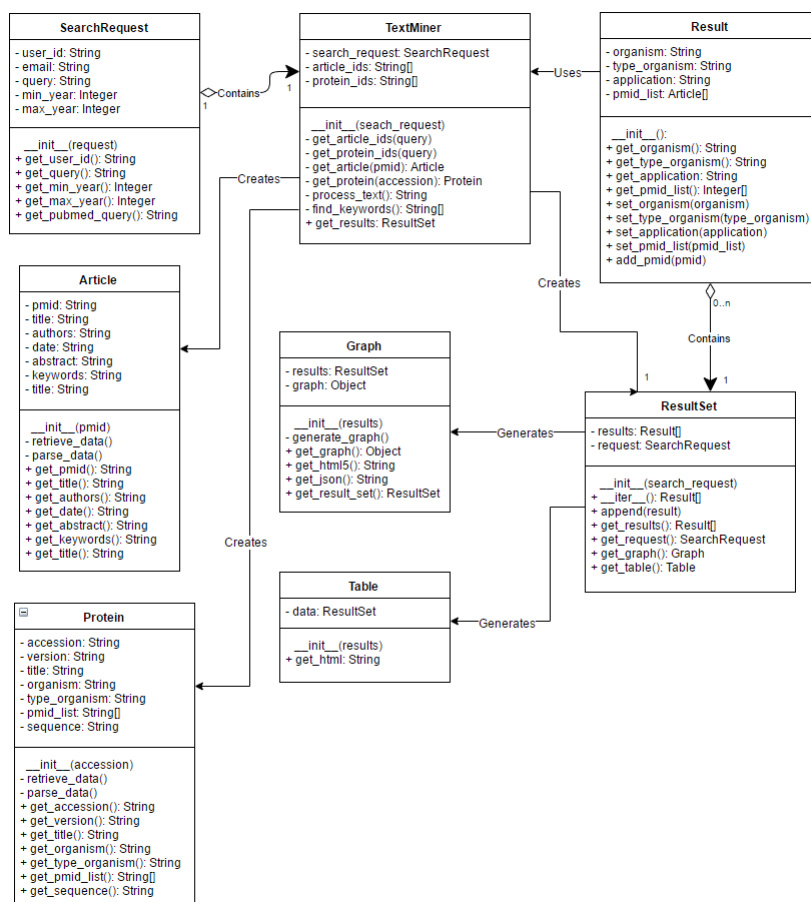 SearchRequest
- user_id: String
- email: String
- query: String
- min_year: Integer
- max_year: Integer
__init__(request)
+ get_user_id(): String
+ get_query(): String
+ get_min_year(): Integer
+ get_max_year(): Integer
+ get_pubmed_query(): String
1
Contains
1
TextMiner
- search_request: SearchRequest
- article_ids: String[]
- protein_ids: String[]
__init__(seach_request)
- get_article_ids(query)
- get_protein_ids(query)
- get_article(pmid): Article
- get_protein(accession): Protein
- process_text(): String
- find_keywords(): String[]
+ get_results: ResultSet
Uses
Result
- organism: String
- type_organism: String
- application: String
- pmid_list: Article[]
__init__():
+ get_organism(): String
+ get_type_organism(): String
+ get_application: String
+ get_pmid_list(): Integer[]
+ set_organism(organism)
+ set_type_organism(type_organism)
+ set_application(application)
+ set_pmid_list(pmid_list)
+ add_pmid(pmid)
Creates
Creates
0..n
Contains
1
1
Article
- pmid: String
- title: String
- authors: String
- date: String
- abstract: String
- keywords: String
- title: String
__init__(pmid)
- retrieve_data()
- parse_data()
+ get_pmid(): String
+ get_title(): String
+ get_authors(): String
+ get_date(): String
+ get_abstract(): String
+ get_keywords(): String
+ get_title(): String
Graph
- results: ResultSet
- graph: Object
__init__(results)
- generate_graph()
+ get_graph(): Object
+ get_html5(): String
+ get_json(): String
+ get_result_set(): ResultSet
Generates
ResultSet
- results: Result[]
- request: SearchRequest
__init__(search_request)
+ __iter__(): Result[]
+ append(result)
+ get_results(): Result[]
+ get_request(): SearchRequest
+ get_graph(): Graph
+ get_table(): Table
Creates
Table
- data: ResultSet
__init__(results)
+ get_html: String
Generates
Protein
- accession: String
- version: String
- title: String
- organism: String
- type_organism: String
- pmid_list: String[]
- sequence: String
__init__(accession)
- retrieve_data()
- parse_data()
+ get_accession(): String
+ get_version(): String
+ get_title(): String
+ get_organism(): String
+ get_type_organism(): String
+ get_pmid_list(): String[]
+ get_sequence(): String